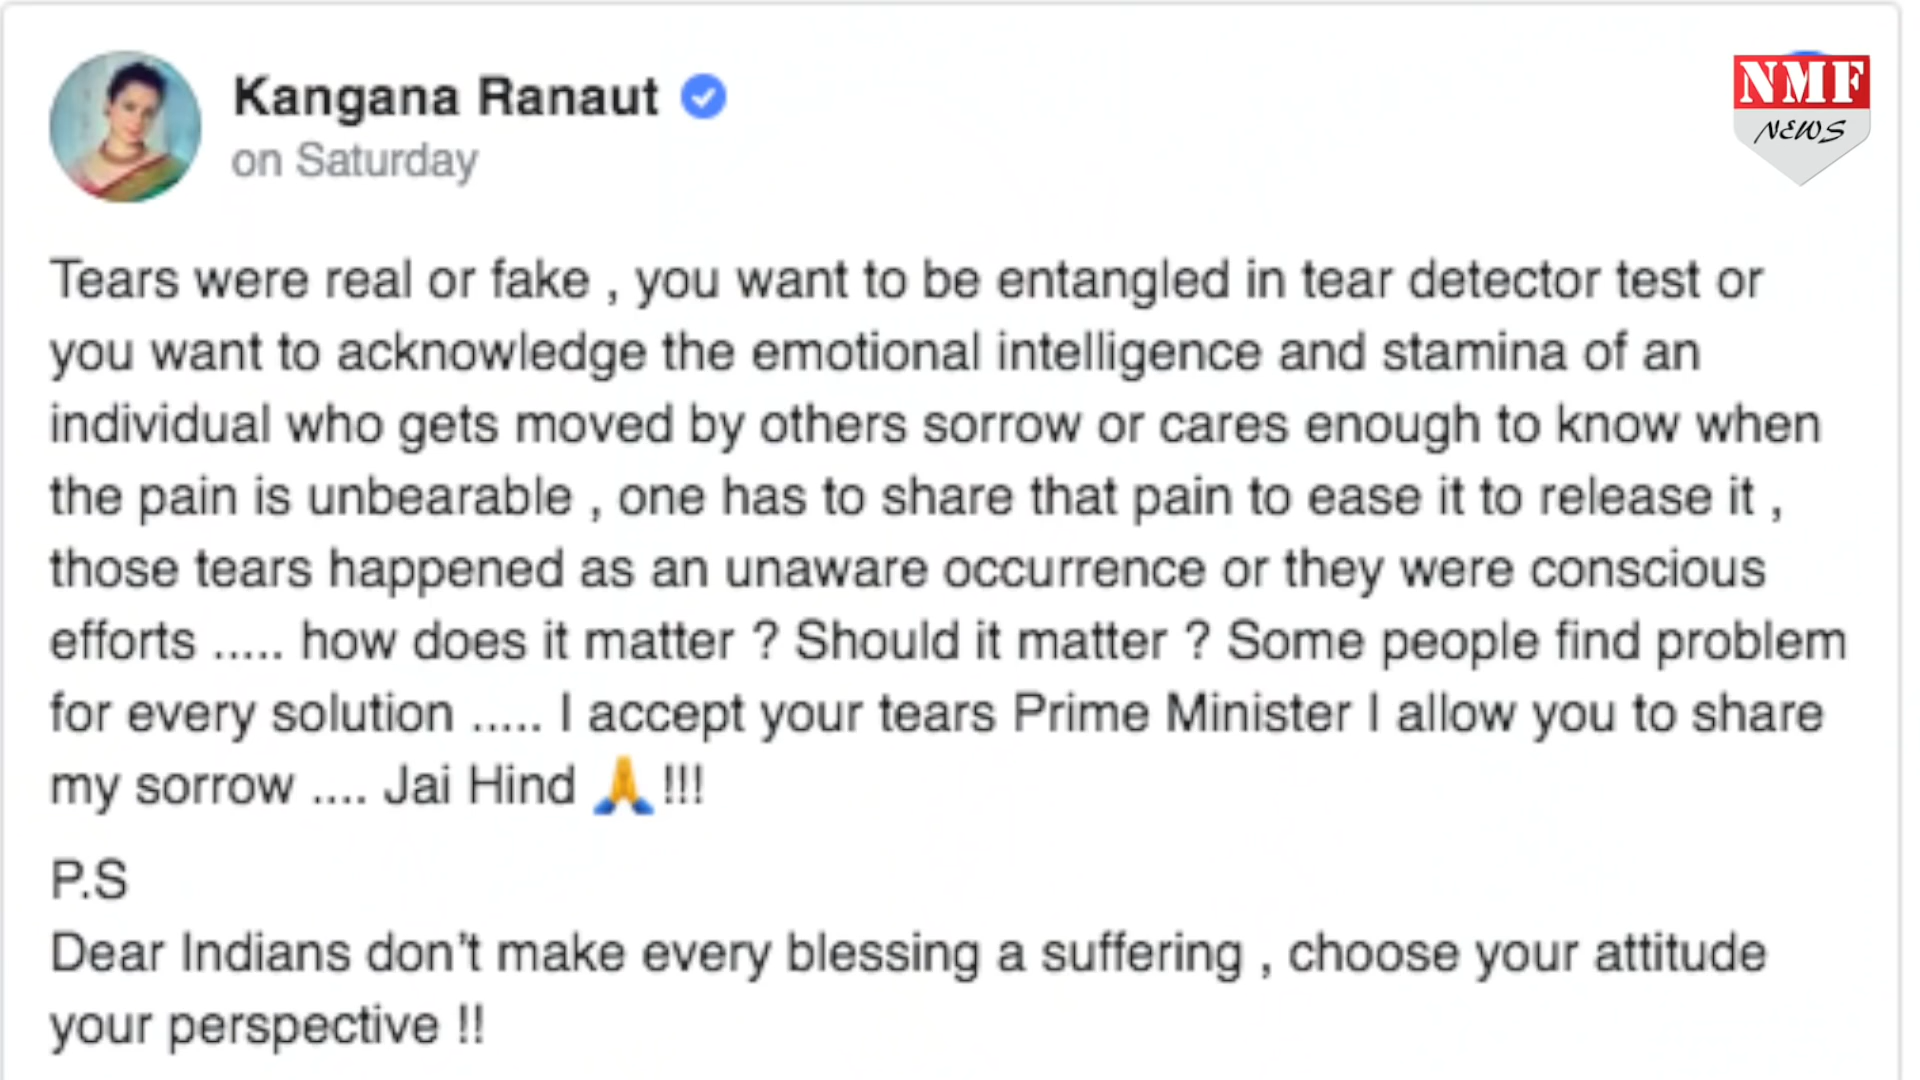 Kangana Ranaut
on Saturday
NMF
NEWS
Tears were real or fake , you want to be entangled in tear detector test or
you want to acknowledge the emotional intelligence and stamina of an
individual who gets moved by others sorrow or cares enough to know when
the pain is unbearable , one has to share that pain to ease it to release it ,
those tears happened as an unaware occurrence or they were conscious
efforts ..... how does it matter ? Should it matter ? Some people find problem
for every solution ..... I accept your tears Prime Minister I allow you to share
my sorrow .... Jai Hind 🙏!!!
P.S
Dear Indians don't make every blessing a suffering , choose your attitude
your perspective !!